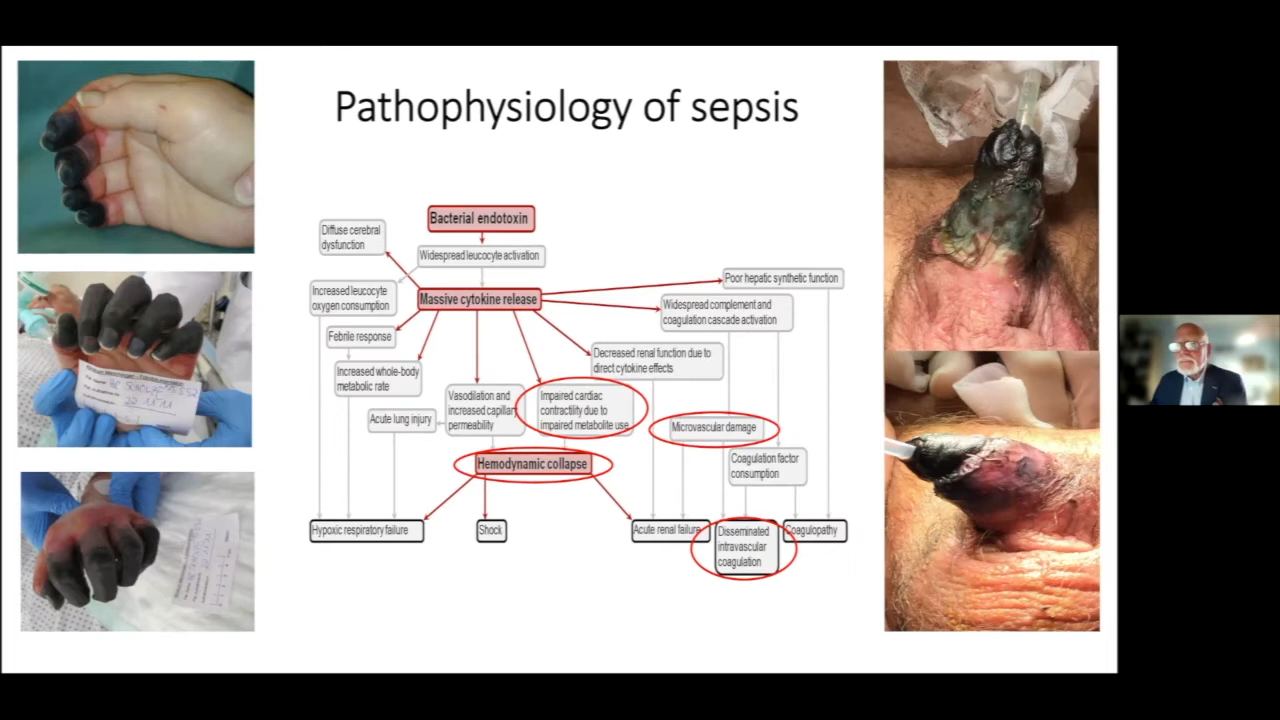 Pathophysiology of sepsis
Bacterial endotoxin
Diffuse cerebral
dysfunction
Widespread leucocyte activation
Poor hepatic synthetic function
Increased leucocyte
oxygen consumption
Massive cytokine release
Widespread complement and
coagulation cascade activation
Febrile response
Decreased renal function due to
direct cytokine effects
Increased whole-body
metabolic rate
Vasodilation and
increased capillary
permeability
Impaired cardiac
contractility due to
impaired metabolite use
Acute lung injury
Microvascular damage
Hemodynamic collapse
Coagulation factor
consumption
Hypoxic respiratory failure
Shock
Acute renal failure
Disseminated
intravascular
coagulation
Coagulopathy